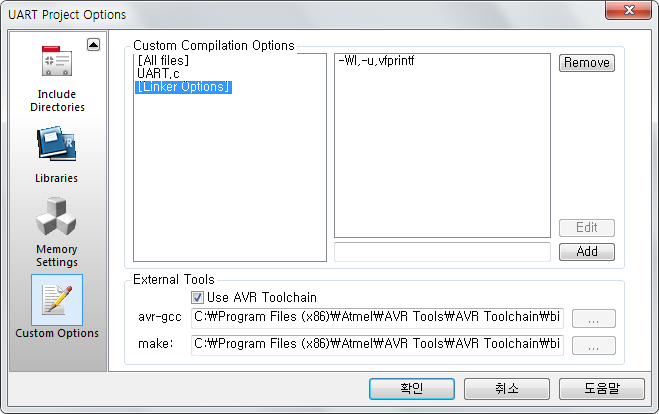 UART Project Options
Include
Directories
Libraries
Memory
Settings
Custom Options
Custom Compilation Options
[All files]
UART.c
[Linker Options]
-Wl,-u,vfprintf
Remove
Edit
Add
External Tools
Use AVR Toolchain
avr-gcc
C:₩Program Files (x86)₩Atmel₩AVR Tools₩AVR Toolchain₩bi
...
make:
C:₩Program Files (x86)₩Atmel₩AVR Tools₩AVR Toolchain₩bi
...
확인
취소
도움말